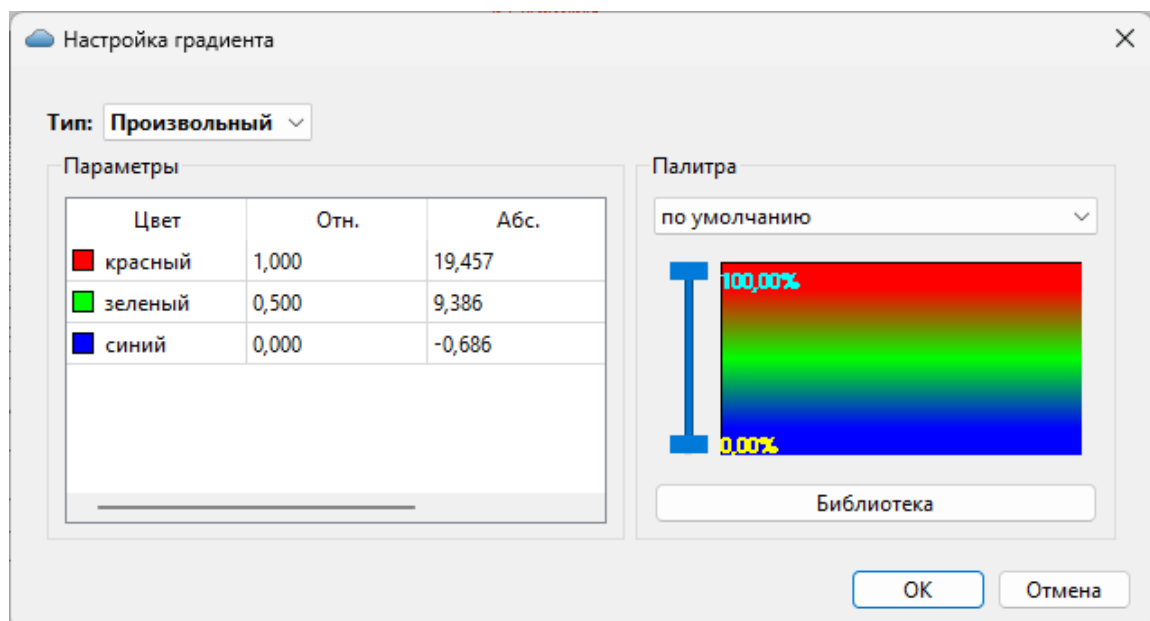 Настройка градиента
Тип: Произвольный
Параметры
Цвет Отн. Абс.
красный 1,000 19,457
зеленый 0,500 9,386
синий 0,000 -0,686
Палитра
по умолчанию
100,00%
0,00%
Библиотека
OK Отмена